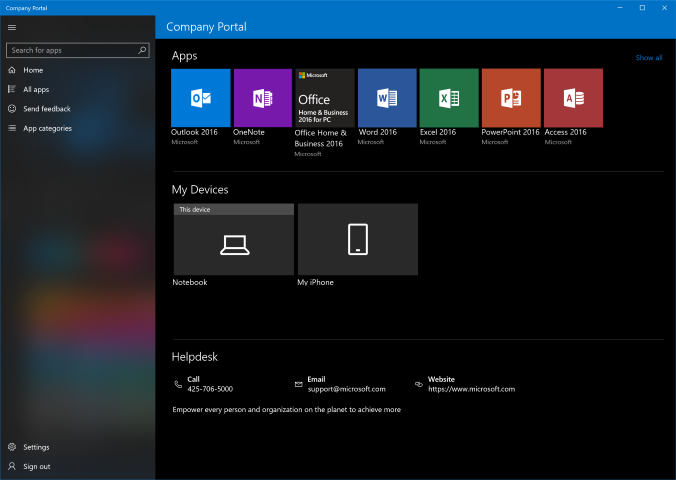 Company Portal
Company Portal
Search for apps
Home
All apps
Send feedback
App categories
Settings
Sign out
Apps
Show all
Microsoft
Office
Home & Business
2016 for PC
Outlook 2016
Microsoft
OneNote
Microsoft
Office Home &
Business 2016
Microsoft
Word 2016
Microsoft
Excel 2016
Microsoft
PowerPoint 2016
Microsoft
Access 2016
Microsoft
My Devices
This device
Notebook
My iPhone
Helpdesk
Call
425-706-5000
Email
support@microsoft.com
Website
https://www.microsoft.com
Empower every person and organization on the planet to achieve more